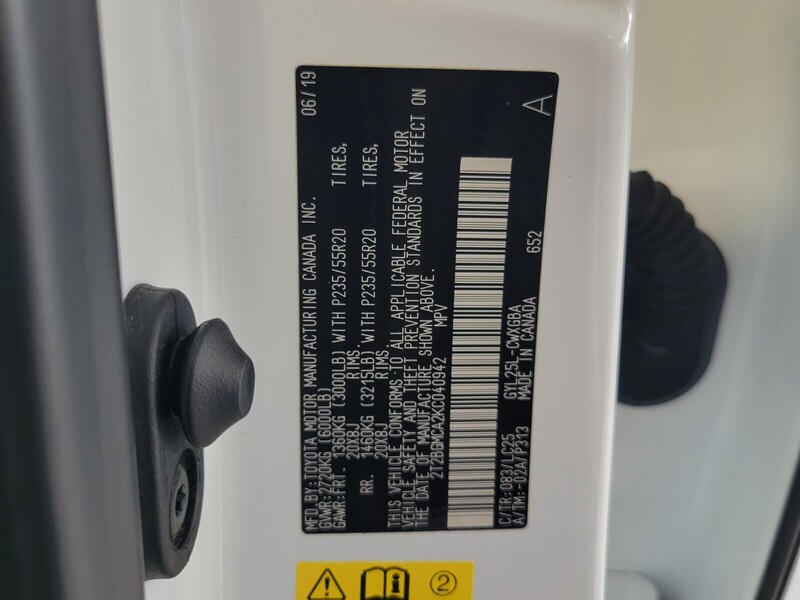 MFD. BY: TOYOTA MOTOR MANUFACTURING CANADA INC. 06/19
GVWR: 2720KG (6000LB)
GAWR: FRT. 1360KG (3000LB) WITH P235/55R20 TIRES,
20X8J RIMS.
RR. 1460KG (3215LB) WITH P235/55R20 TIRES,
20X8J RIMS.
THIS VEHICLE CONFORMS TO ALL APPLICABLE FEDERAL MOTOR
VEHICLE SAFETY AND THEFT PREVENTION STANDARDS IN EFFECT ON
THE DATE OF MANUFACTURE SHOWN ABOVE.
2T2BGMCA2KC040942 MPV
C/TR: 083/LC25 GYL25L-CWXGBA 652
A/TM: -02A/P313 MADE IN CANADA
A
2